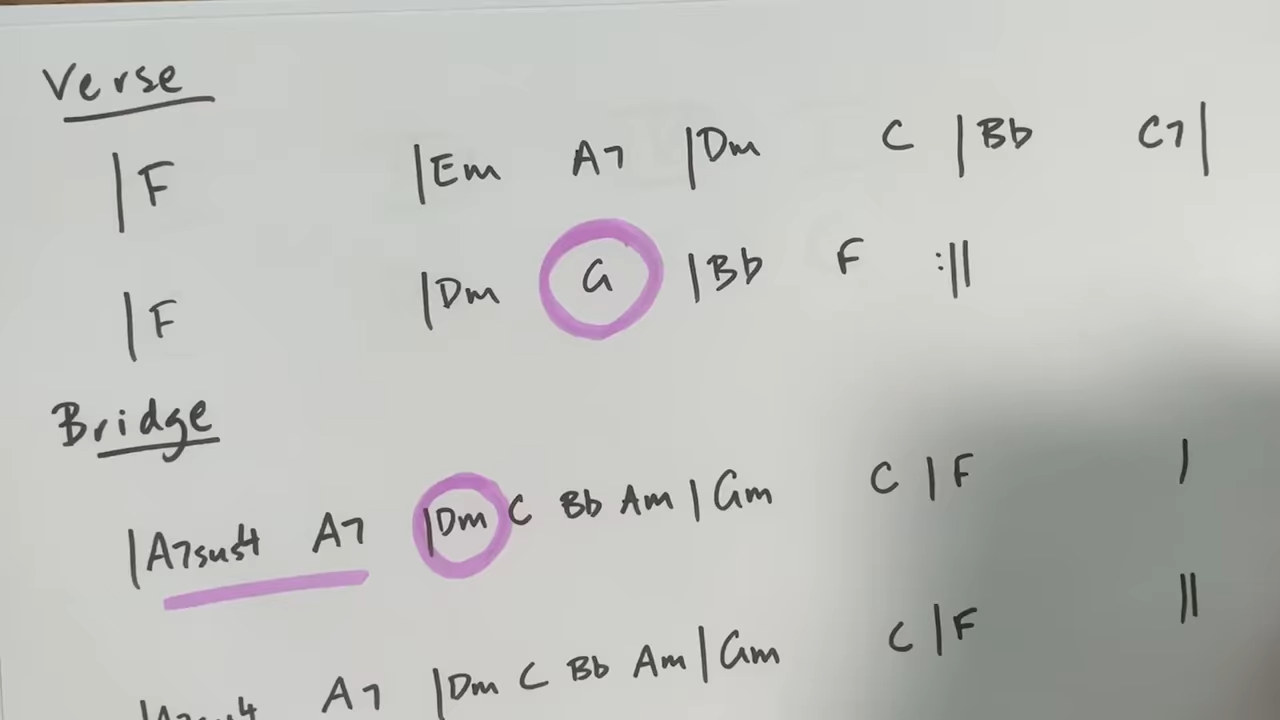 Verse
|F |Em A7 |Dm C |Bb C7|
|F |Dm G |Bb F :||
Bridge
|A7sus4 A7 |Dm C Bb Am |Gm C |F |
|A7sus4 A7 |Dm C Bb Am |Gm C |F ||